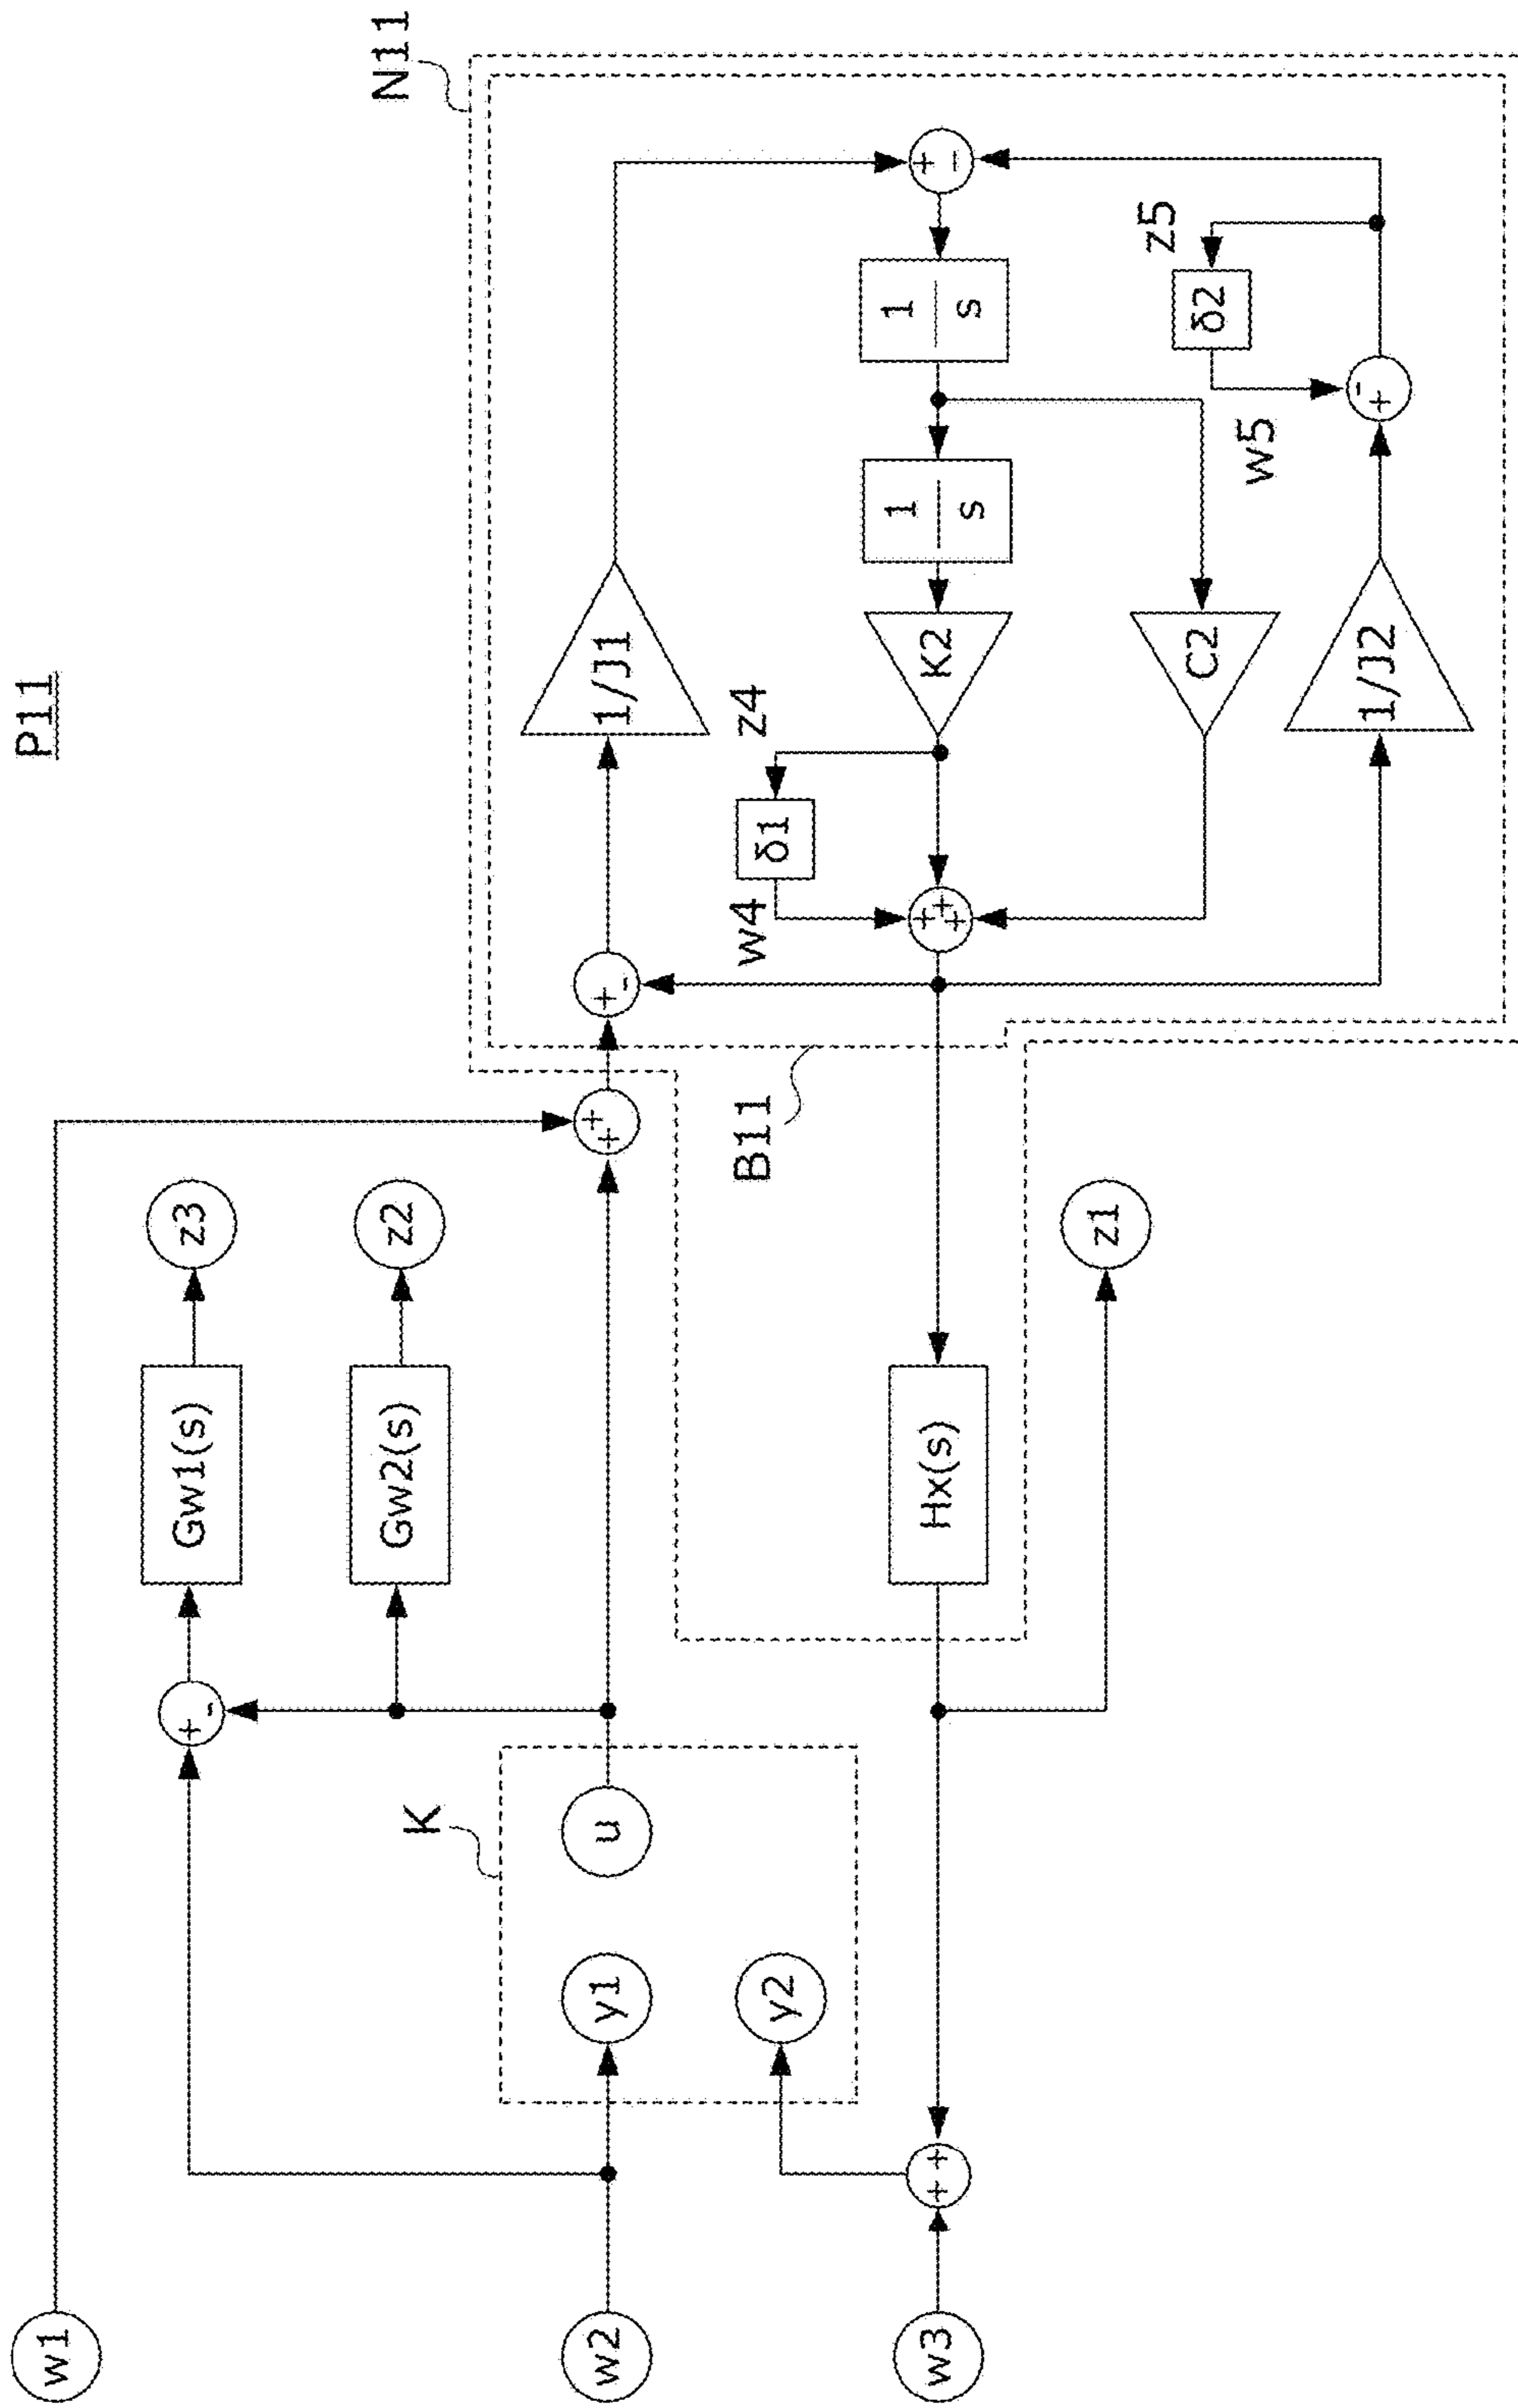 P11
w1
w2
w3
K
y1
y2
u
+
-
Gw1(s)
z3
Gw2(s)
z2
+
+
N11
B11
+
-
1/J1
w4
δ1
z4
+
+
+
K2
1
s
1
s
+
-
C2
1/J2
+
-
w5
δ2
z5
Hx(s)
z1
+
+